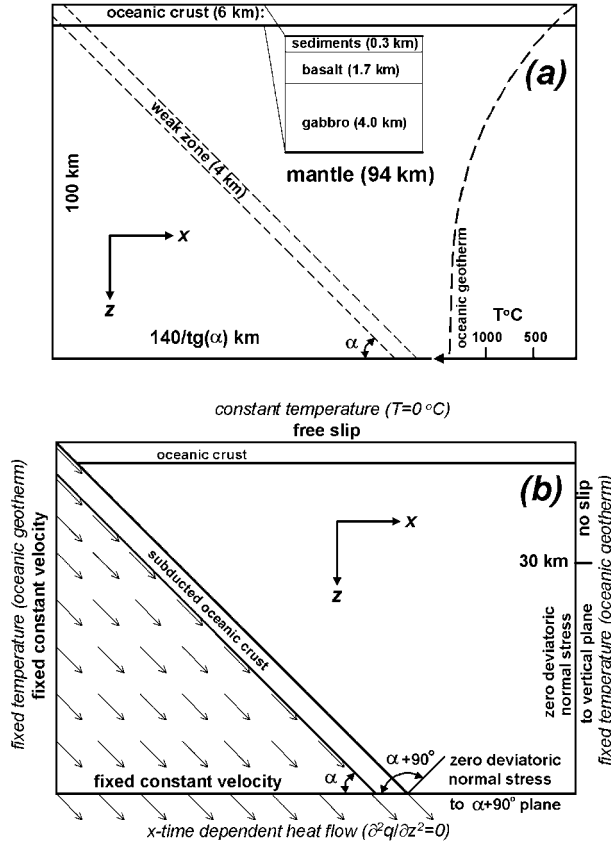 oceanic crust (6 km):
sediments (0.3 km)
basalt (1.7 km)
gabbro (4.0 km)
(a)
mantle (94 km)
weak zone (4 km)
100 km
x
z
oceanic geotherm
T°C
1000 500
140/tg(α) km
α
constant temperature (T=0 °C)
free slip
oceanic crust
(b)
fixed temperature (oceanic geotherm)
fixed constant velocity
x
z
subducted oceanic crust
no slip
30 km
zero deviatoric
normal stress
to vertical plane
fixed temperature (oceanic geotherm)
α+90°
α
zero deviatoric
normal stress
to α+90° plane
fixed constant velocity
x-time dependent heat flow (∂²q/∂z²=0)